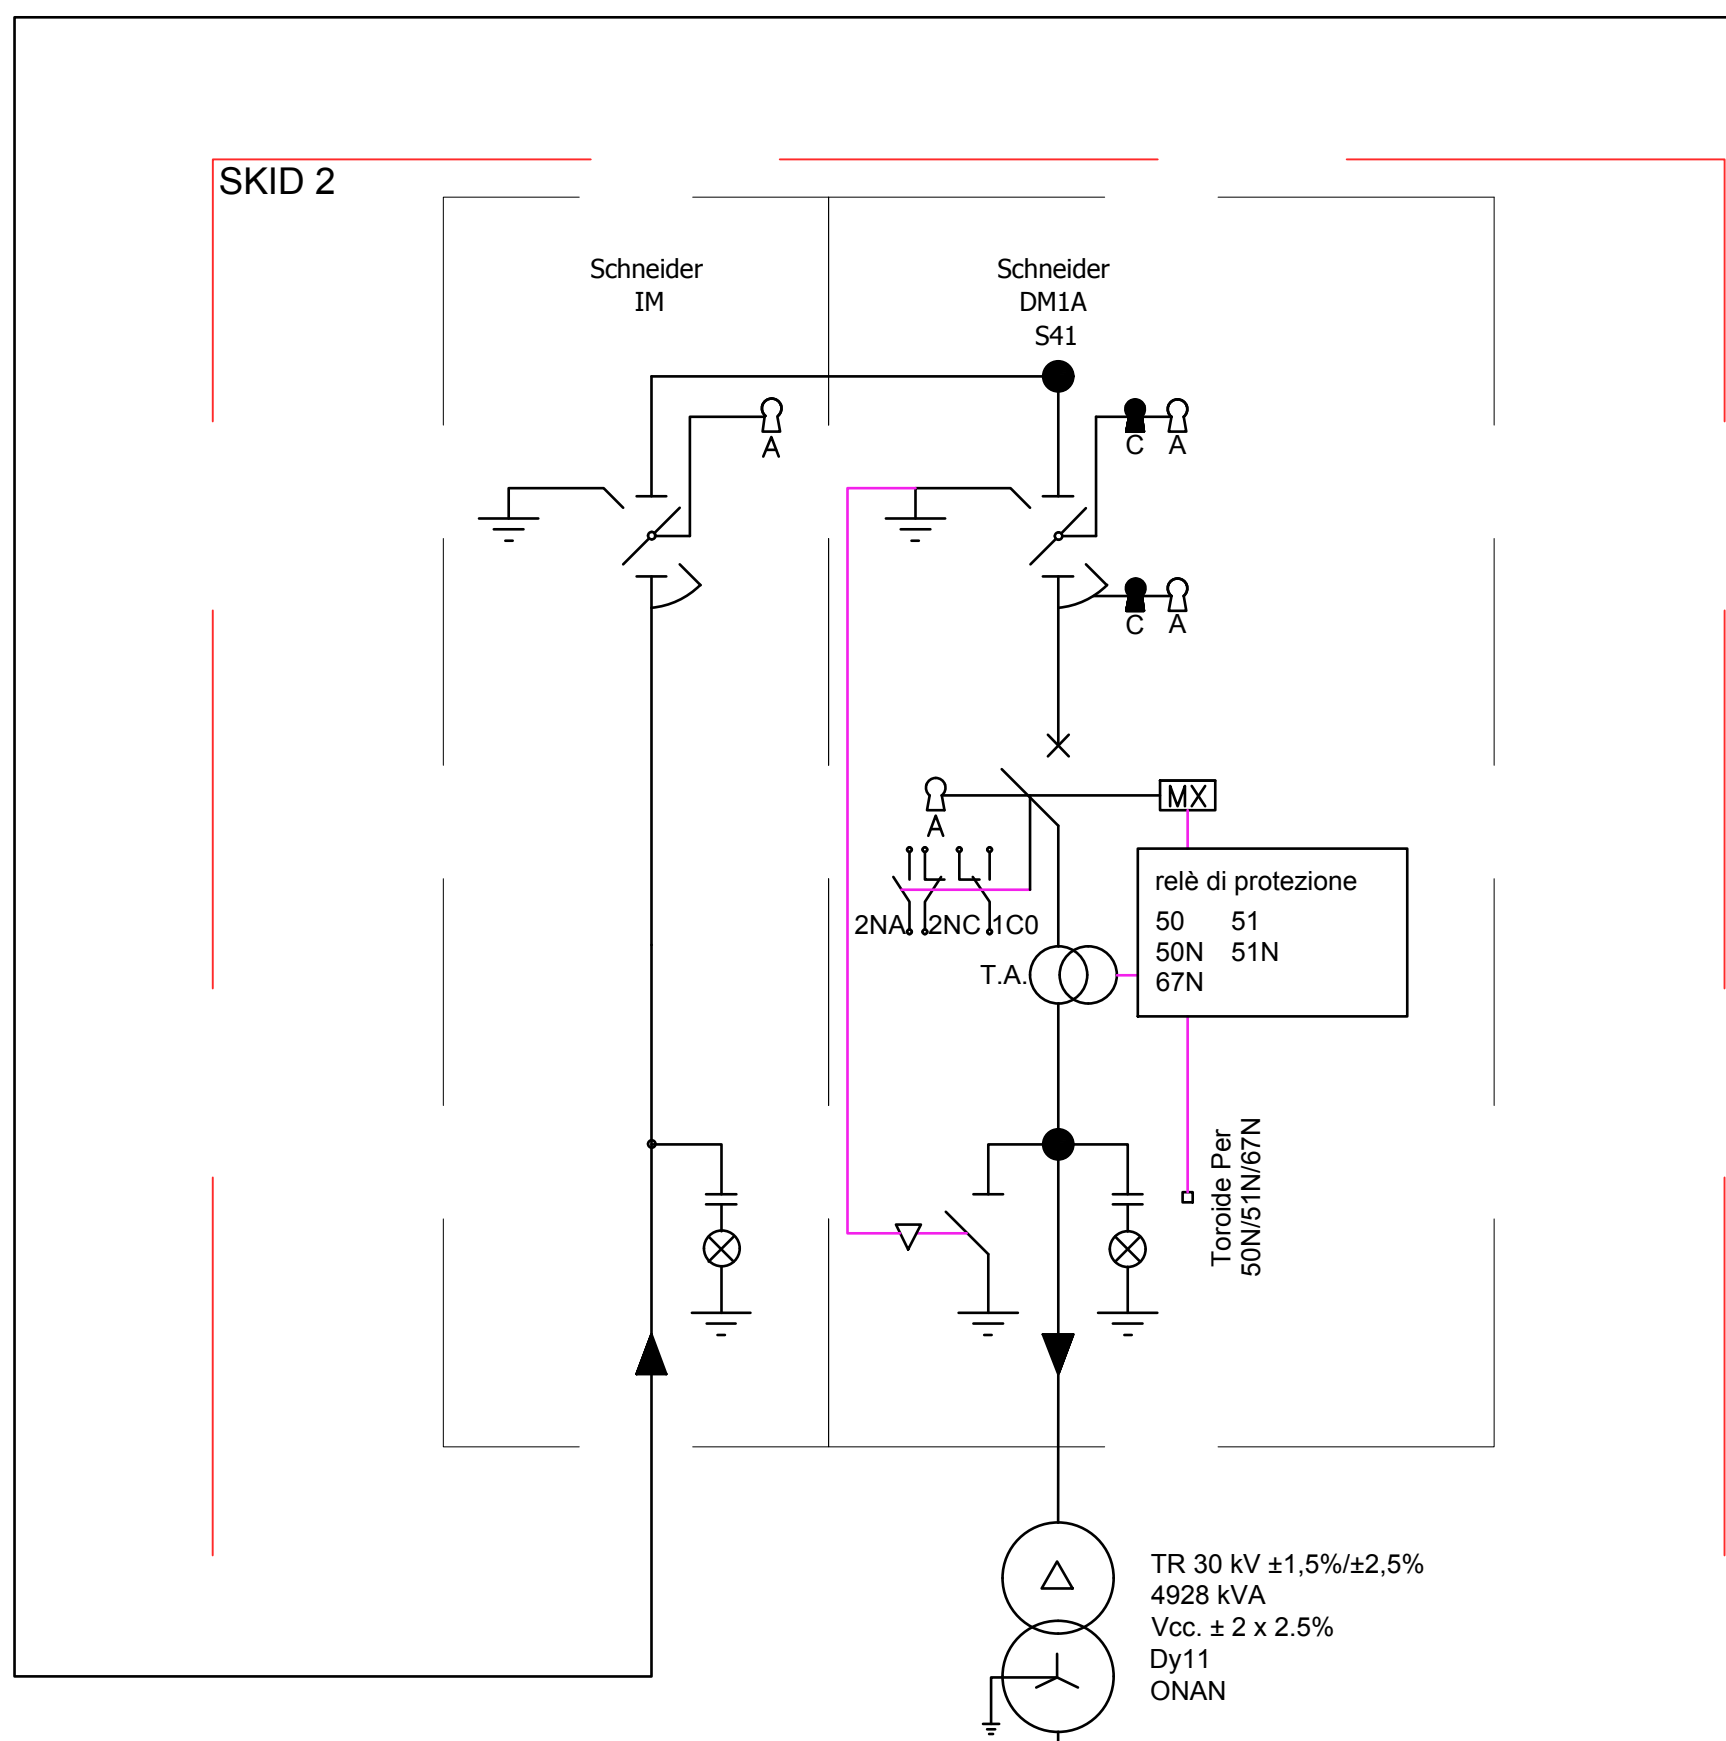 SKID 2
Schneider
IM
Schneider
DM1A
S41
A
C A
C A
A
MX
relè di protezione
50 51
50N 51N
67N
2NA 2NC 1C0
T.A.
Toroide Per
50N/51N/67N
TR 30 kV ±1,5%/±2,5%
4928 kVA
Vcc. ± 2 x 2.5%
Dy11
ONAN